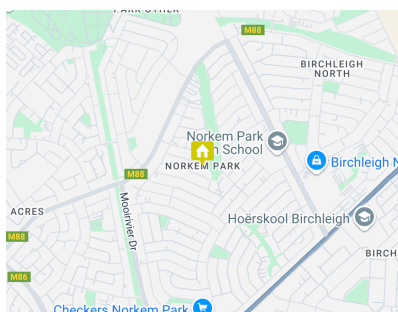 M88
BIRCHLEIGH
NORTH
Norkem Park
School
Birchleigh N
NORKEM PARK
M88
Mooirivier Dr
ACRES
Hoërskool Birchleigh
M88
BIRCH
M86
Checkers Norkem Park